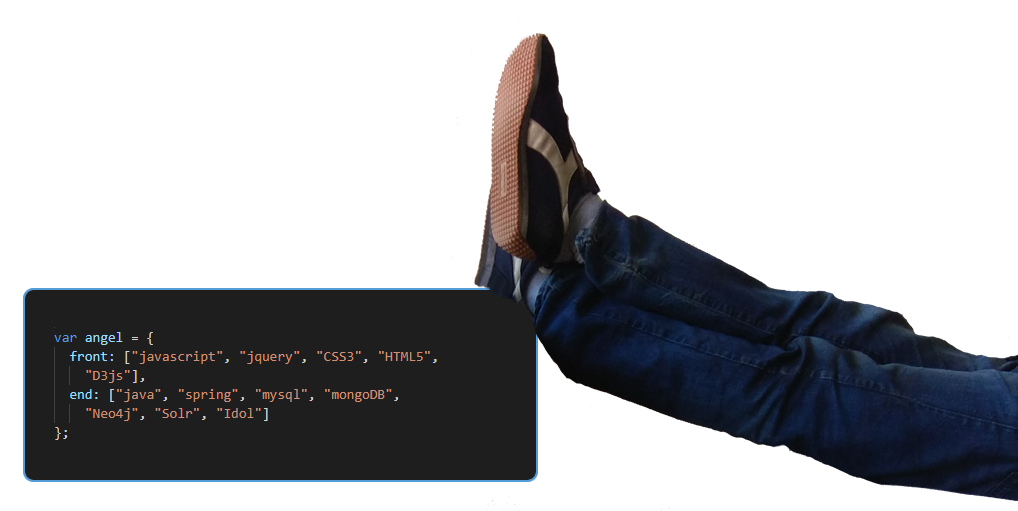 var angel = {
front: ["javascript", "jquery", "CSS3", "HTML5",
"D3js"],
end: ["java", "spring", "mysql", "mongoDB",
"Neo4j", "Solr", "Idol"]
};